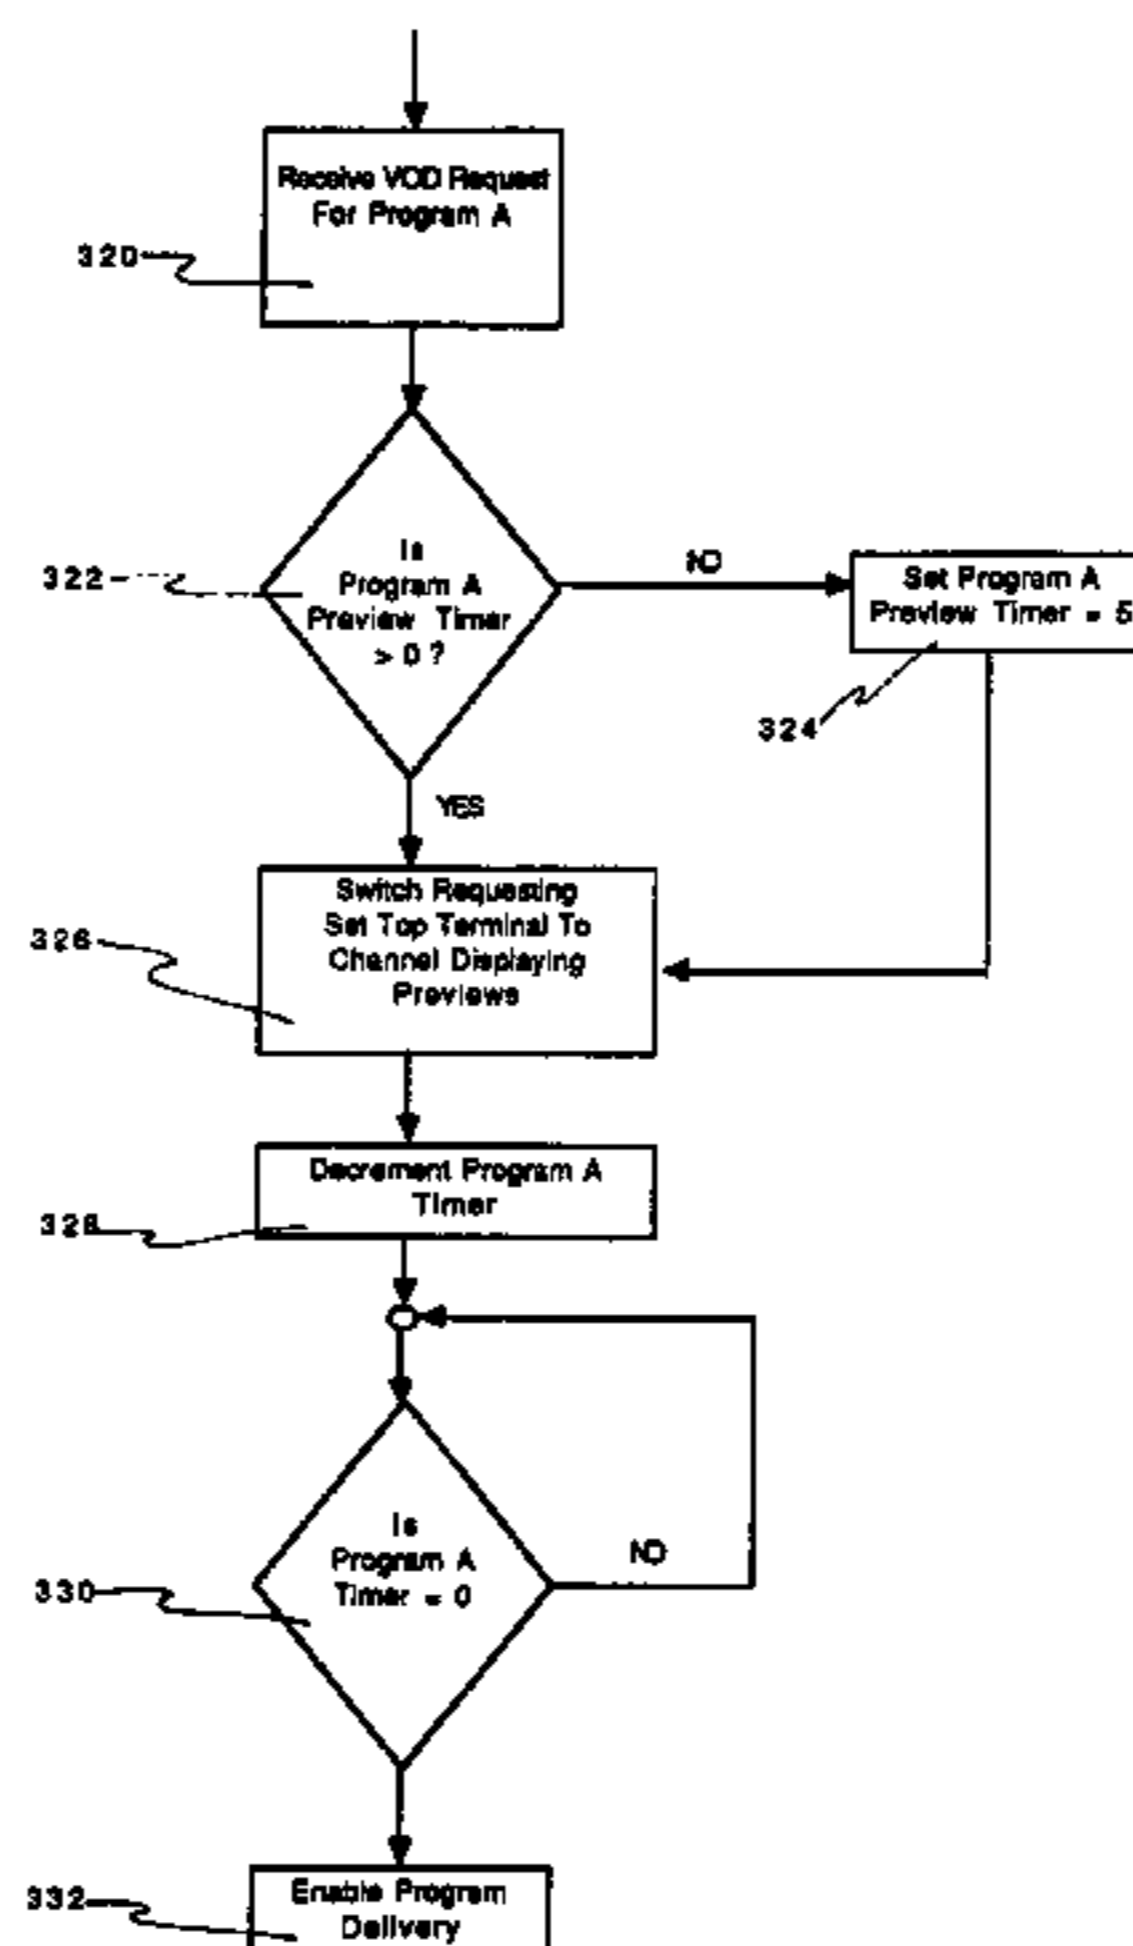 Receive VOD Request
For Program A
320
Is
Program A
Preview Timer
> 0 ?
322
NO
Set Program A
Preview Timer = 5
324
YES
Switch Requesting
Set Top Terminal To
Channel Displaying
Previews
326
Decrement Program A
Timer
328
Is
Program A
Timer = 0
NO
330
Enable Program
Delivery
332